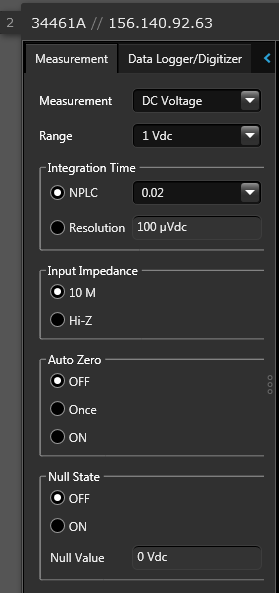 2 34461A // 156.140.92.63
Measurement Data Logger/Digitizer
Measurement DC Voltage
Range 1 Vdc
Integration Time
NPLC 0.02
Resolution 100 µVdc
Input Impedance
10 M
Hi-Z
Auto Zero
OFF
Once
ON
Null State
OFF
ON
Null Value 0 Vdc